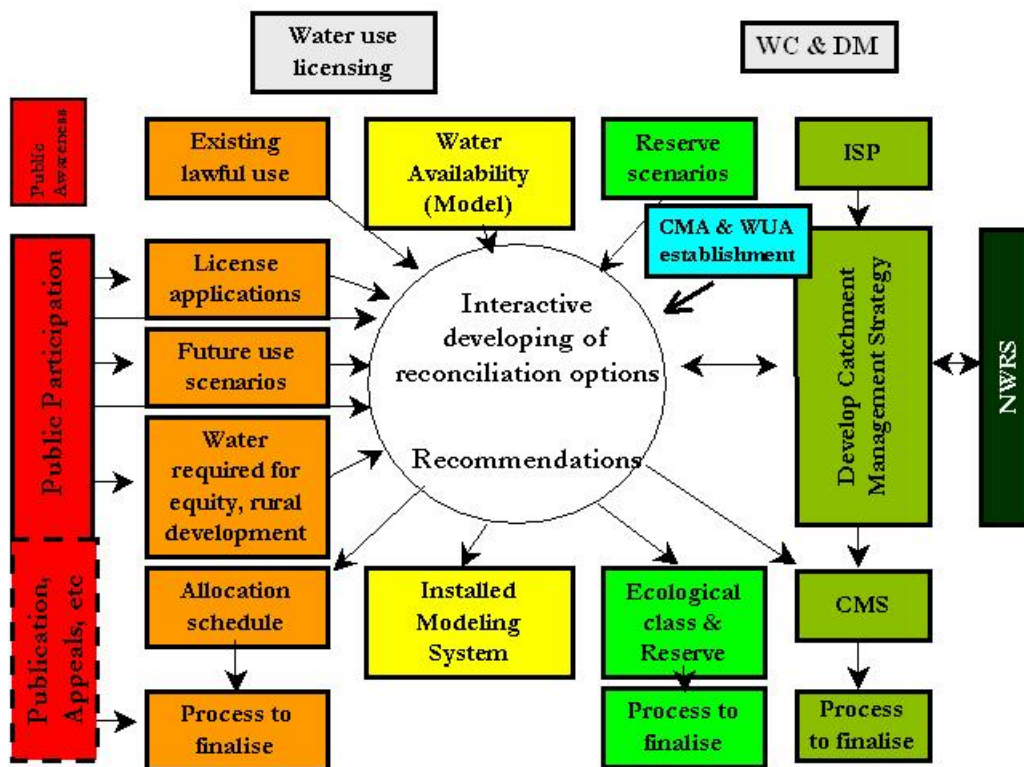 Water use
licensing
WC & DM
Public
Awareness
Existing
lawful use
Water
Availability
(Model)
Reserve
scenarios
ISP
CMA & WUA
establishment
Public Participation
License
applications
Future use
scenarios
Water
required for
equity, rural
development
Interactive
developing of
reconciliation options
Recommendations
Develop Catchment
Management Strategy
NWRS
Publication,
Appeals, etc
Allocation
schedule
Installed
Modeling
System
Ecological
class &
Reserve
CMS
Process to
finalise
Process to
finalise
Process
to finalise